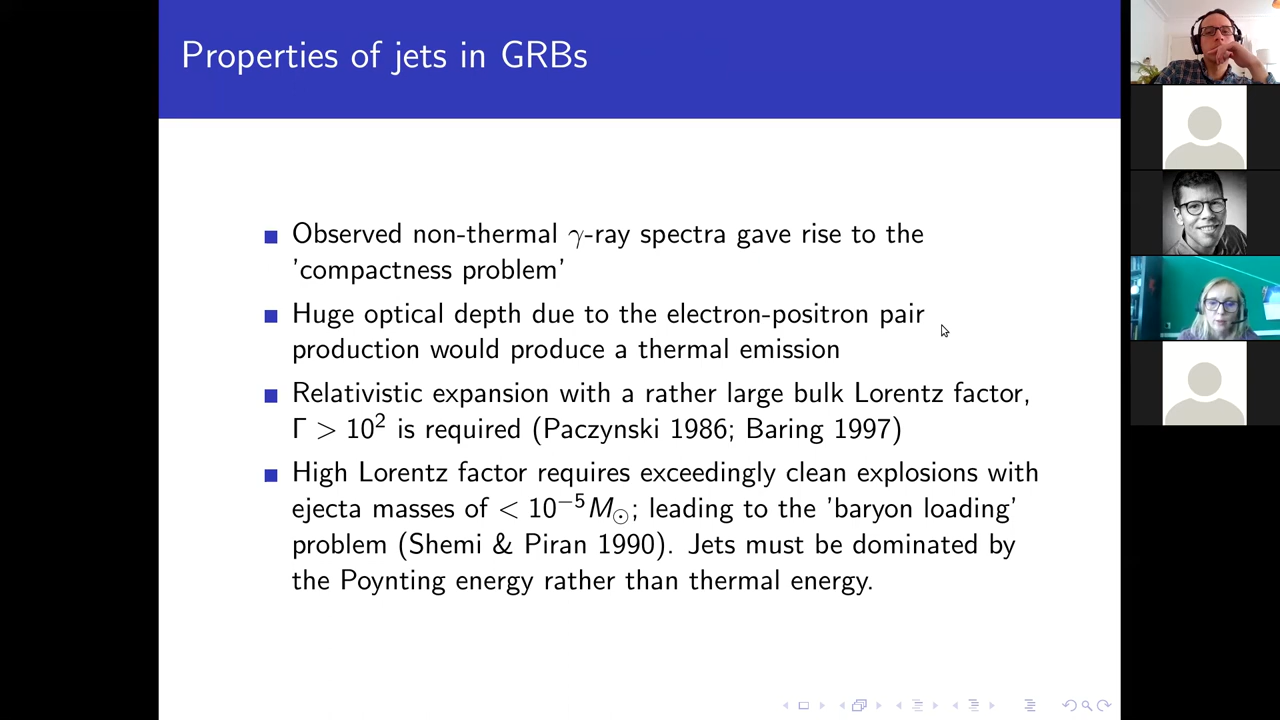 Properties of jets in GRBs
Observed non-thermal γ-ray spectra gave rise to the
'compactness problem'
Huge optical depth due to the electron-positron pair
production would produce a thermal emission
Relativistic expansion with a rather large bulk Lorentz factor,
Γ > 10² is required (Paczynski 1986; Baring 1997)
High Lorentz factor requires exceedingly clean explosions with
ejecta masses of < 10⁻⁵M☉; leading to the 'baryon loading'
problem (Shemi & Piran 1990). Jets must be dominated by
the Poynting energy rather than thermal energy.